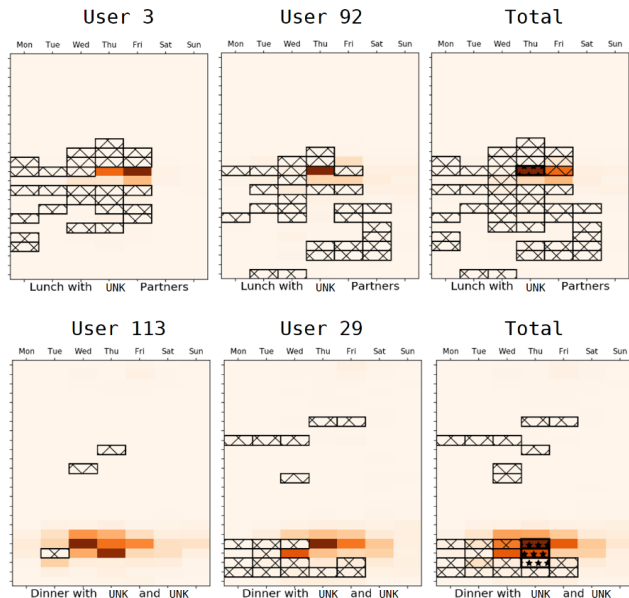 User 3 User 92 Total
Mon Tue Wed Thu Fri Sat Sun Mon Tue Wed Thu Fri Sat Sun Mon Tue Wed Thu Fri Sat Sun
Lunch with UNK Partners Lunch with UNK Partners Lunch with UNK Partners
User 113 User 29 Total
Mon Tue Wed Thu Fri Sat Sun Mon Tue Wed Thu Fri Sat Sun Mon Tue Wed Thu Fri Sat Sun
Dinner with UNK and UNK Dinner with UNK and UNK Dinner with UNK and UNK